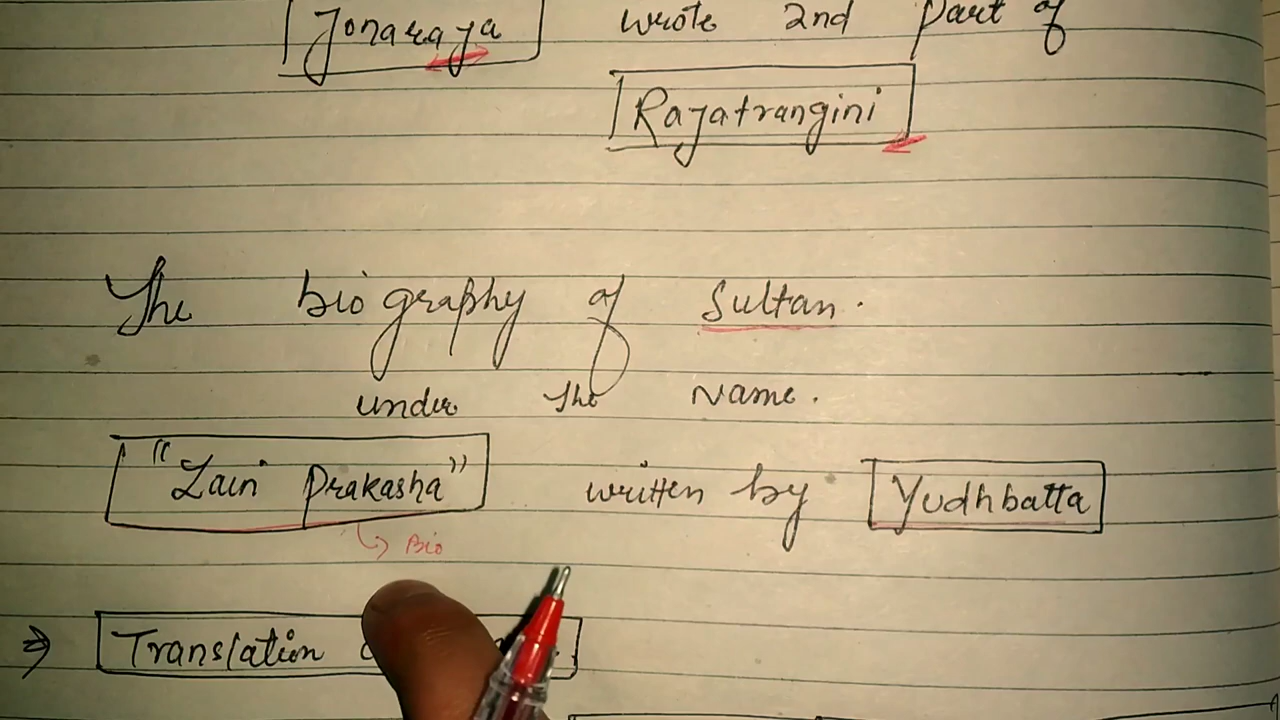 Jonaraja wrote 2nd part of
Rajatrangini
The biography of Sultan.
under the Name.
"Zain Prakasha" written by Yudhbatta
Bio
⇒ Translation